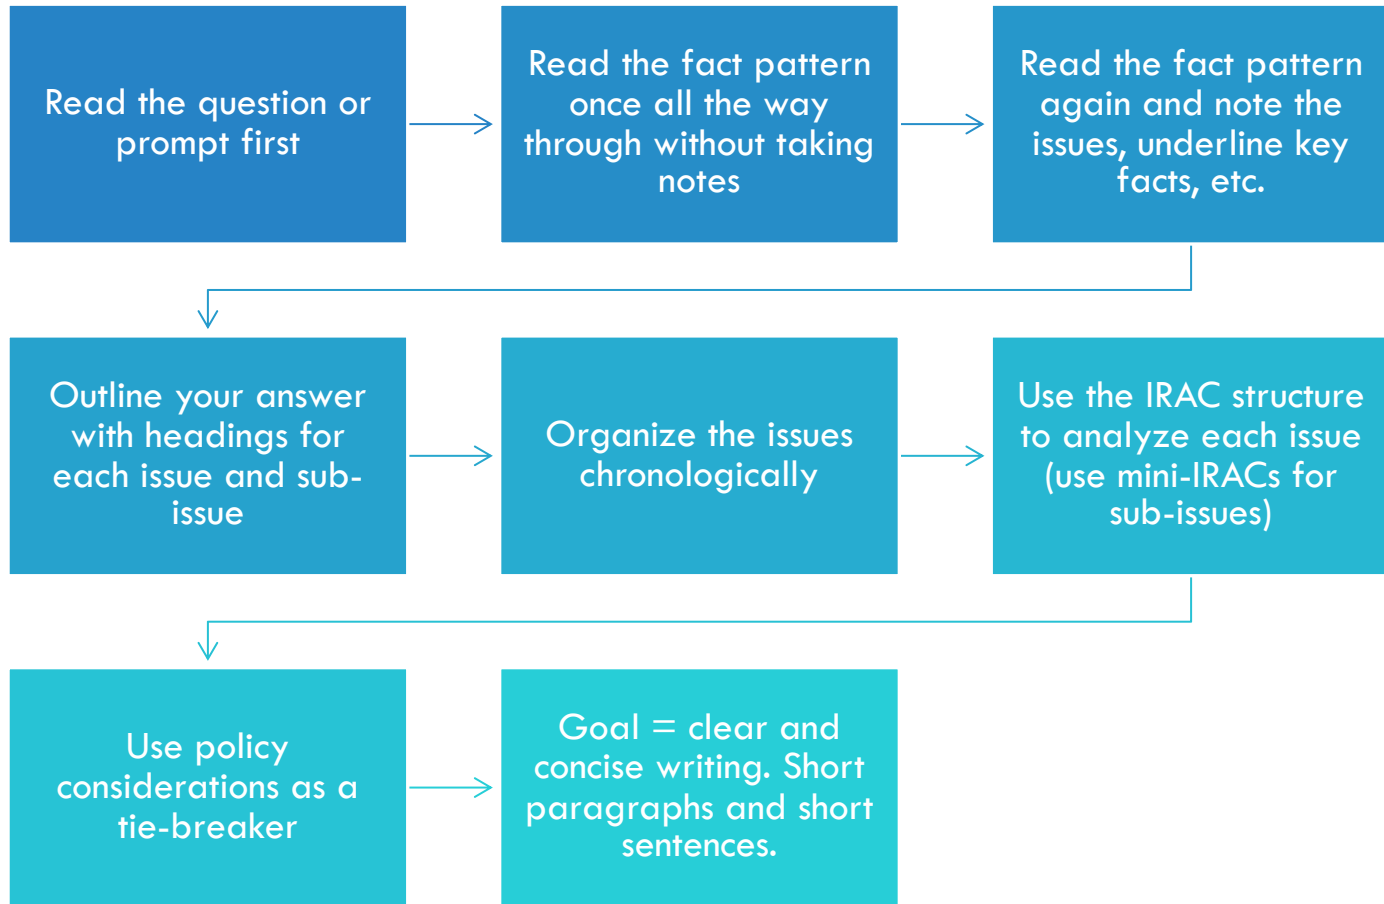 Read the question or
prompt first
Read the fact pattern
once all the way
through without taking
notes
Read the fact pattern
again and note the
issues, underline key
facts, etc.
Outline your answer
with headings for
each issue and sub-
issue
Organize the issues
chronologically
Use the IRAC structure
to analyze each issue
(use mini-IRACs for
sub-issues)
Use policy
considerations as a
tie-breaker
Goal = clear and
concise writing. Short
paragraphs and short
sentences.